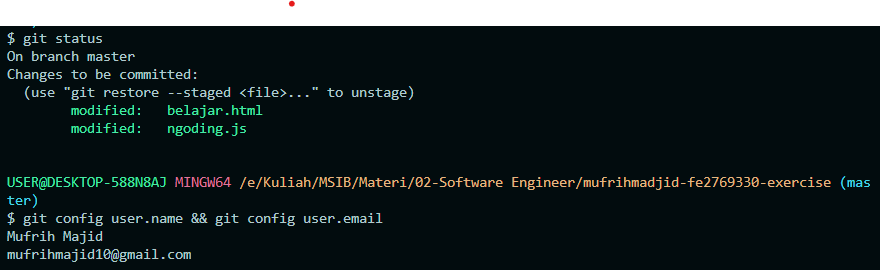 $ git status
On branch master
Changes to be committed:
  (use "git restore --staged <file>..." to unstage)
        modified:   belajar.html
        modified:   ngoding.js
USER@DESKTOP-588N8AJ MINGW64 /e/Kuliah/MSIB/Materi/02-Software Engineer/mufrihmadjid-fe2769330-exercise (mas
ter)
$ git config user.name && git config user.email
Mufrih Majid
mufrihmajid10@gmail.com